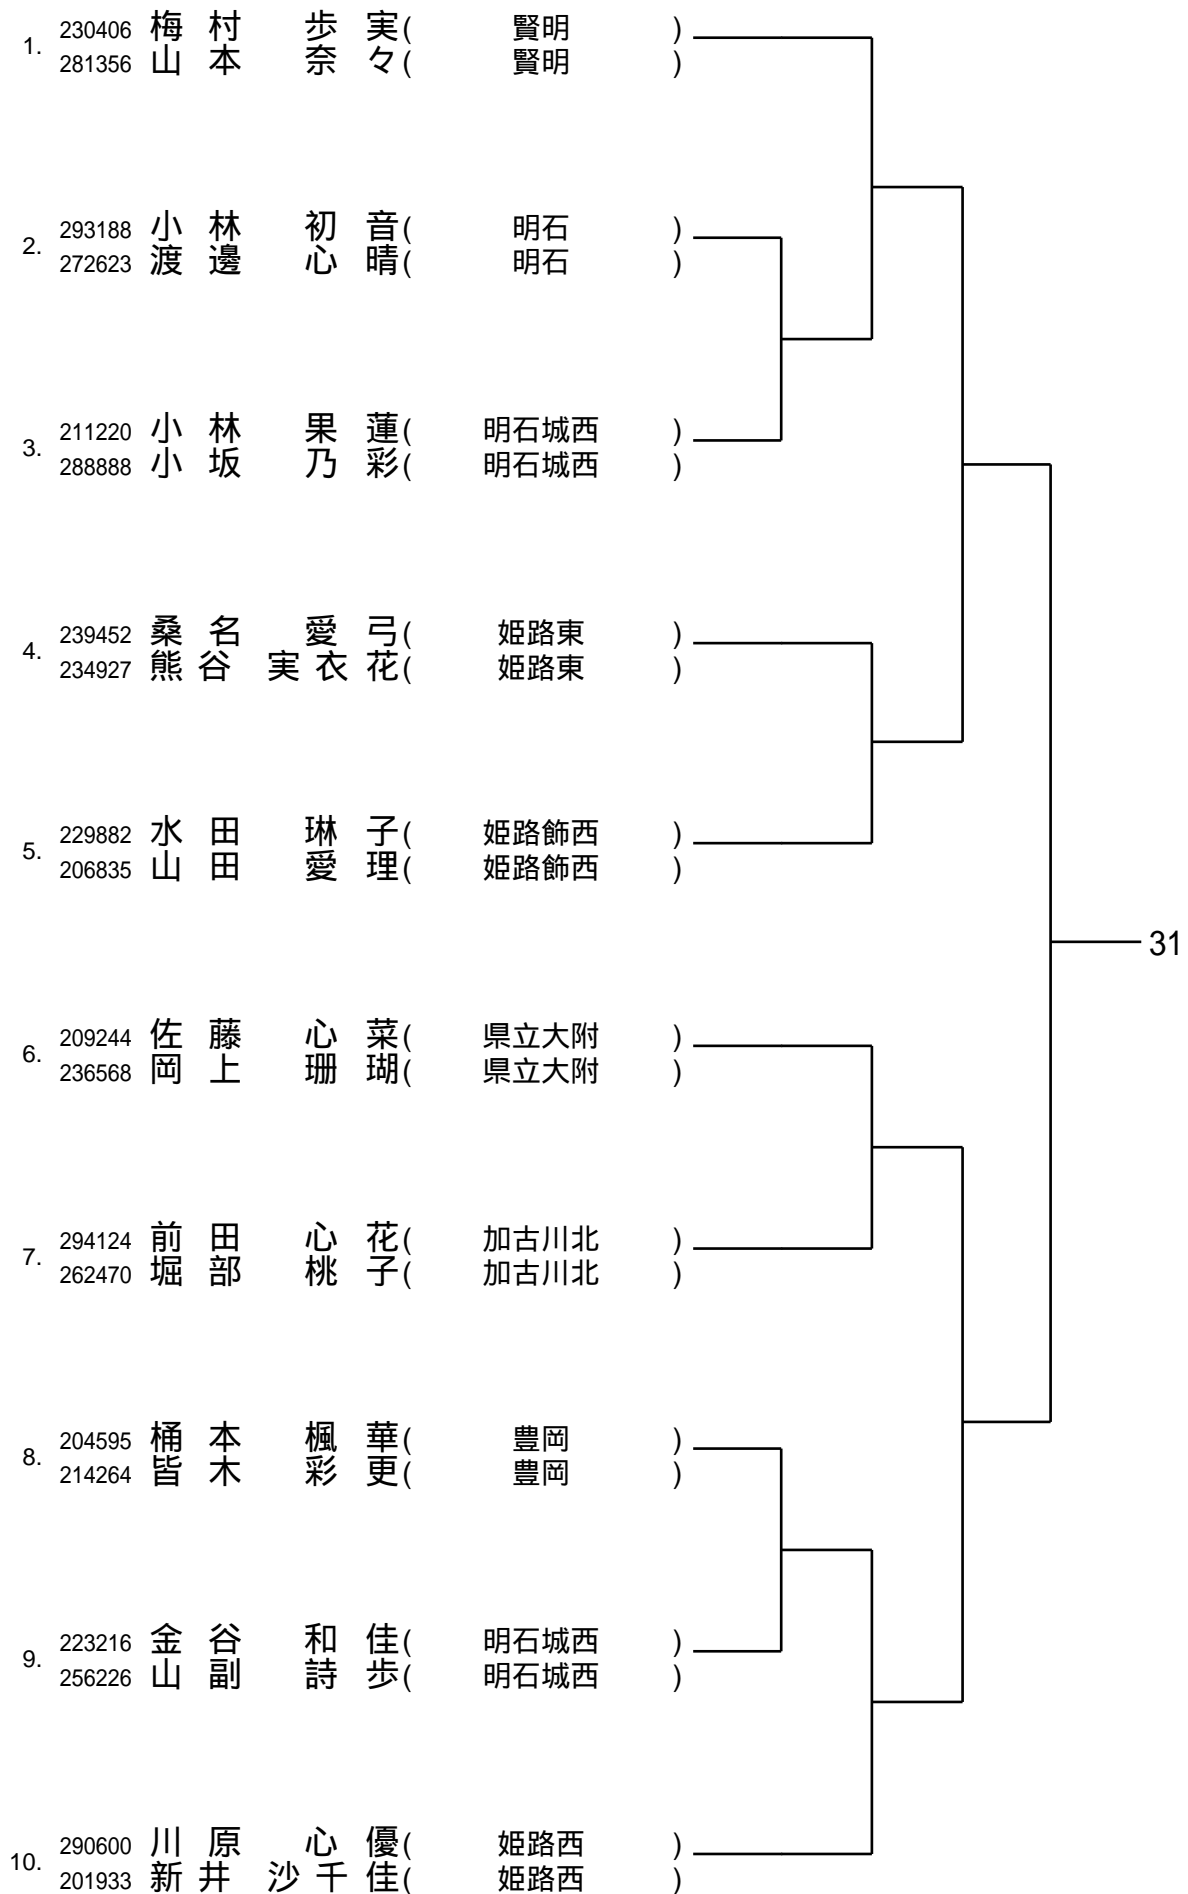 1. 230406 梅村 歩実( 賢明 )
281356 山本 奈々( 賢明 )
2. 293188 小林 初音( 明石 )
272623 渡邊 心晴( 明石 )
3. 211220 小林 果蓮( 明石城西 )
288888 小坂 乃彩( 明石城西 )
4. 239452 桑名 愛弓( 姫路東 )
234927 熊谷 実衣花( 姫路東 )
5. 229882 水田 琳子( 姫路飾西 )
206835 山田 愛理( 姫路飾西 )
31
6. 209244 佐藤 心菜( 県立大附 )
236568 岡上 珊瑚( 県立大附 )
7. 294124 前田 心花( 加古川北 )
262470 堀部 桃子( 加古川北 )
8. 204595 桶本 楓華( 豊岡 )
214264 皆木 彩更( 豊岡 )
9. 223216 金谷 和佳( 明石城西 )
256226 山副 詩歩( 明石城西 )
10. 290600 川原 心優( 姫路西 )
201933 新井 沙千佳( 姫路西 )